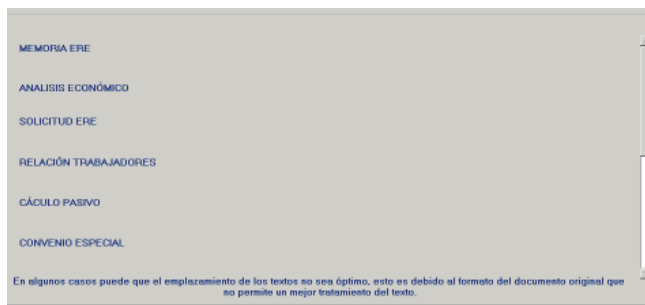 MEMORIA ERE
ANALISIS ECONÓMICO
SOLICITUD ERE
RELACIÓN TRABAJADORES
CÁCULO PASIVO
CONVENIO ESPECIAL
En algunos casos puede que el emplazamiento de los textos no sea óptimo, esto es debido al formato del documento original que
no permite un mejor tratamiento del texto.